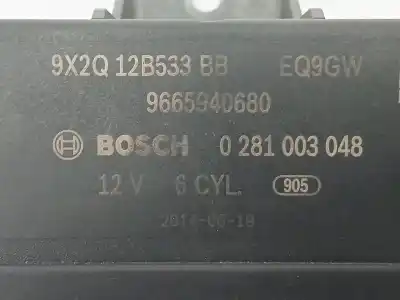 9X2Q 12B533 BB EQ9GW
9665940680
BOSCH 0 281 003 048
12 V 6 CYL. 905